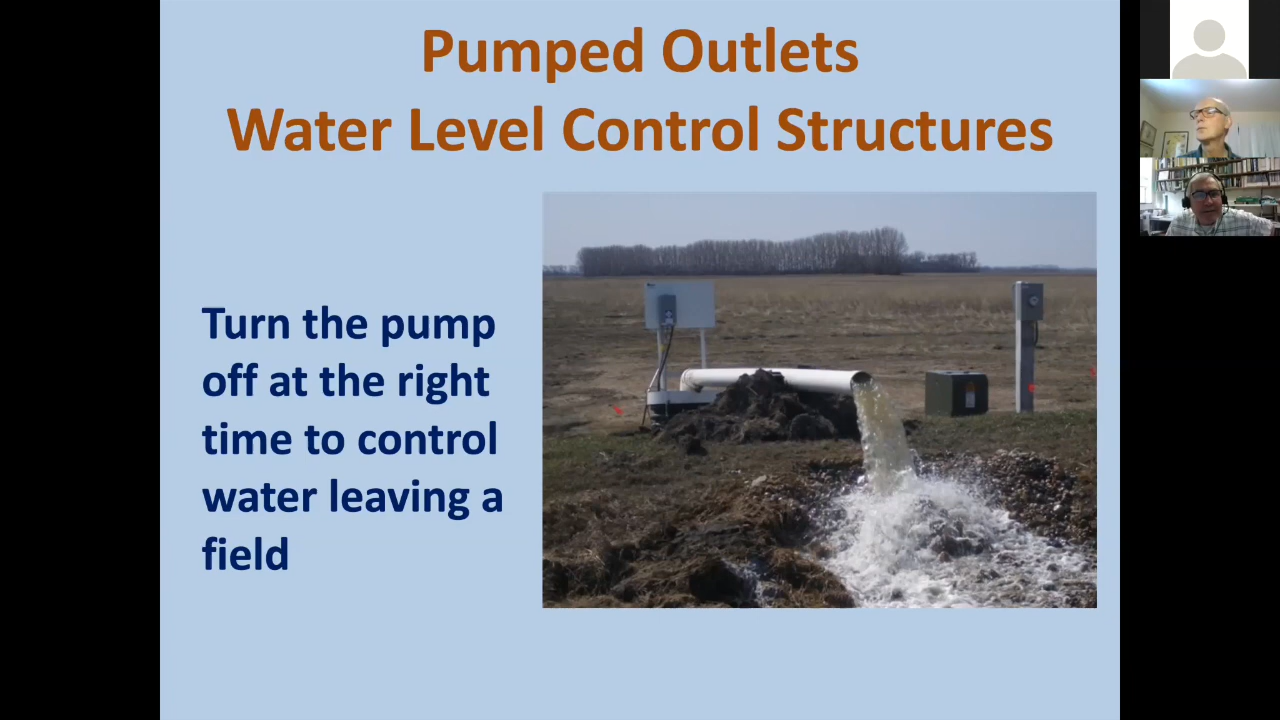 Pumped Outlets
Water Level Control Structures
Turn the pump
off at the right
time to control
water leaving a
field